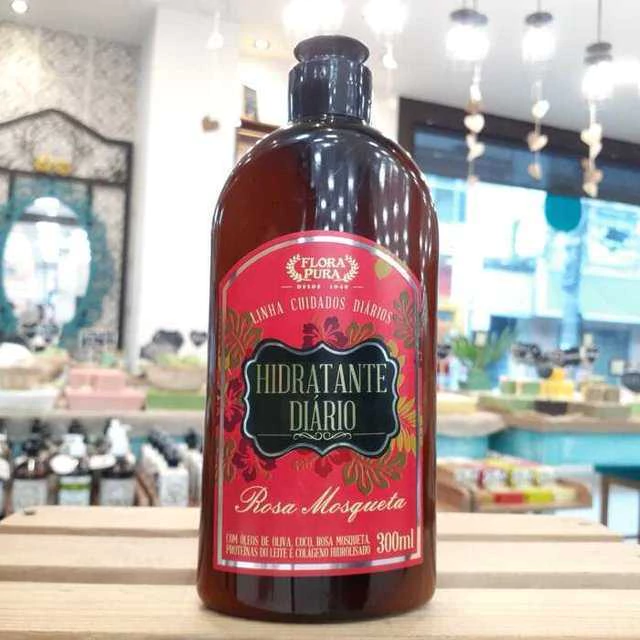 FLORA
PURA
DESDE 1940
LINHA CUIDADOS DIÁRIOS
HIDRATANTE
DIÁRIO
Rosa Mosqueta
COM ÓLEOS DE OLIVA, COCO, ROSA MOSQUETA,
PROTEÍNAS DO LEITE E COLÁGENO HIDROLISADO
300ml